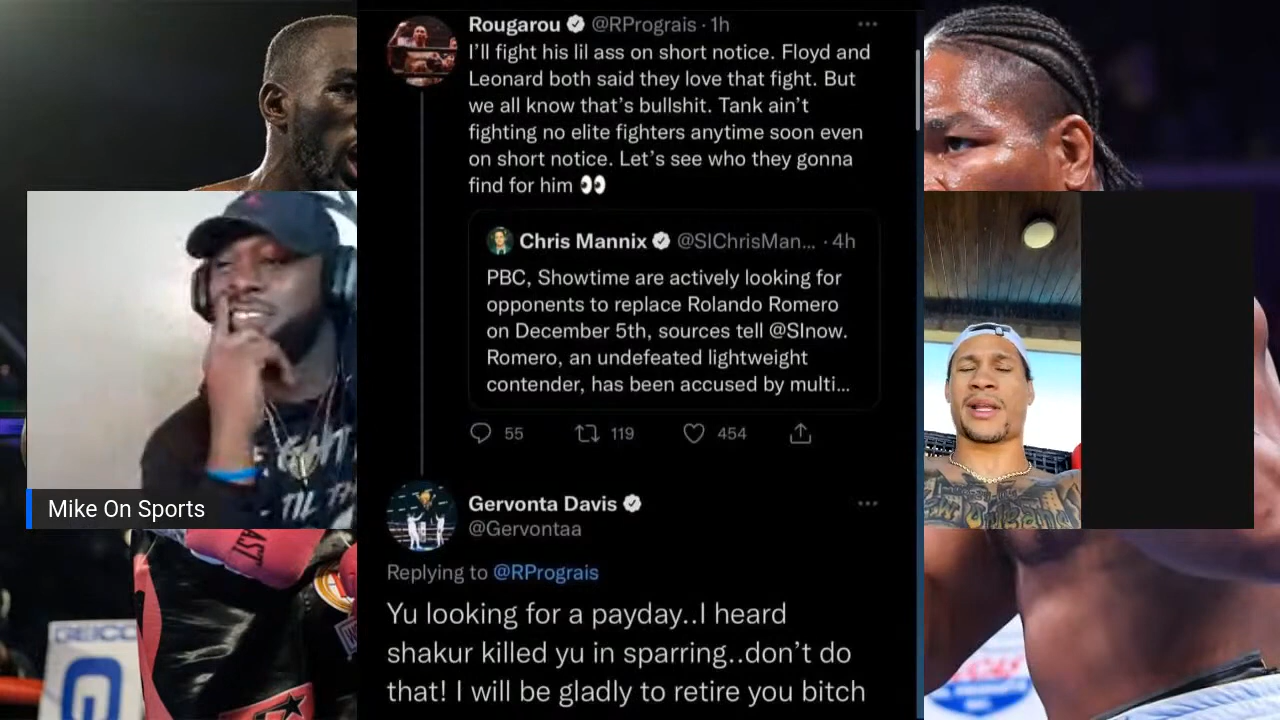 Rougarou @RPrograis · 1h
I’ll fight his lil ass on short notice. Floyd and
Leonard both said they love that fight. But
we all know that’s bullshit. Tank ain’t
fighting no elite fighters anytime soon even
on short notice. Let’s see who they gonna
find for him 👀
Chris Mannix @SIChrisMan... · 4h
PBC, Showtime are actively looking for
opponents to replace Rolando Romero
on December 5th, sources tell @SInow.
Romero, an undefeated lightweight
contender, has been accused by multi...
55 119 454
Gervonta Davis
@Gervontaa
Replying to @RPrograis
Yu looking for a payday..I heard
shakur killed yu in sparring..don’t do
that! I will be gladly to retire you bitch
Mike On Sports
GEICO